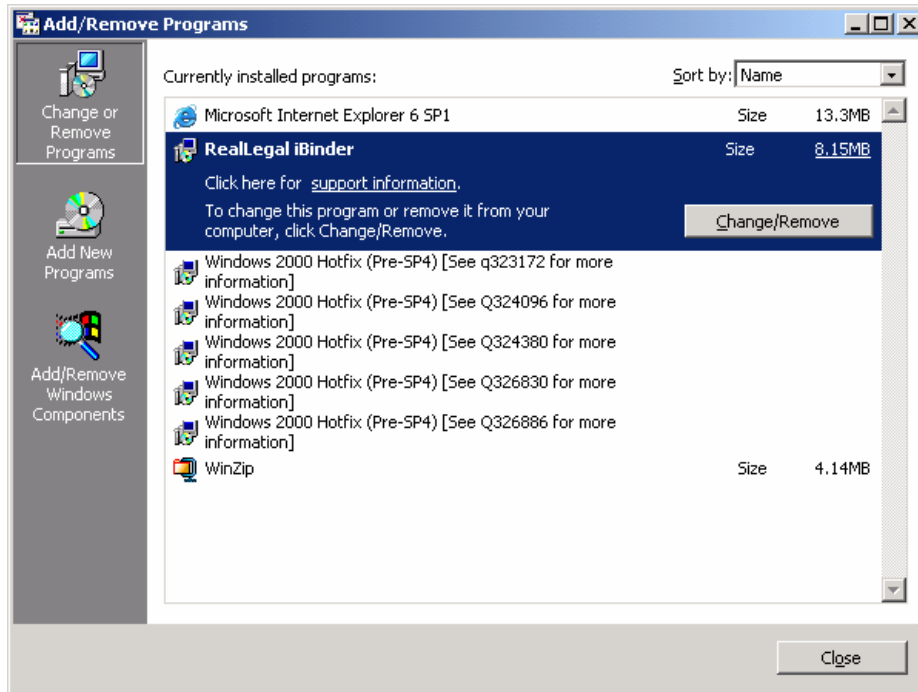 Add/Remove Programs
Change or
Remove
Programs
Add New
Programs
Add/Remove
Windows
Components
Currently installed programs:
Sort by: Name
Microsoft Internet Explorer 6 SP1 Size 13.3MB
RealLegal iBinder Size 8.15MB
Click here for support information.
To change this program or remove it from your
computer, click Change/Remove.
Change/Remove
Windows 2000 Hotfix (Pre-SP4) [See q323172 for more
information]
Windows 2000 Hotfix (Pre-SP4) [See Q324096 for more
information]
Windows 2000 Hotfix (Pre-SP4) [See Q324380 for more
information]
Windows 2000 Hotfix (Pre-SP4) [See Q326830 for more
information]
Windows 2000 Hotfix (Pre-SP4) [See Q326886 for more
information]
WinZip Size 4.14MB
Close